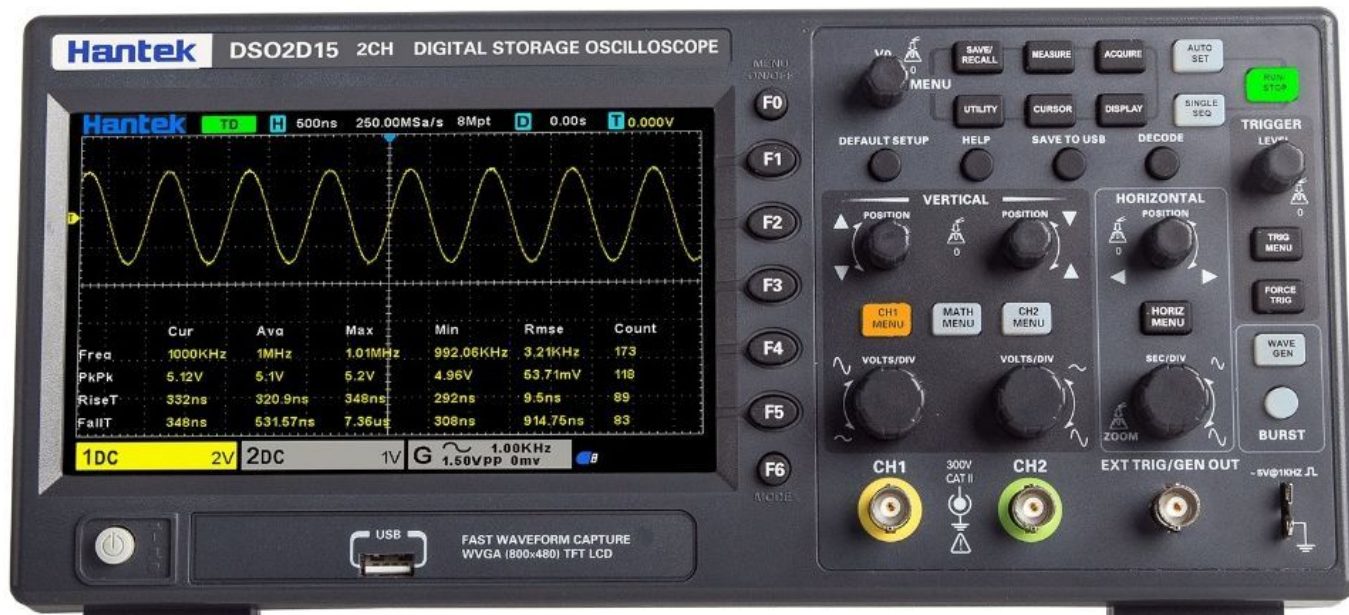 Hantek DSO2D15 2CH DIGITAL STORAGE OSCILLOSCOPE
Hantek TD H 500ns 250.00MSa/s 8Mpt D 0.00s T 0.000V
T
Cur Avg Max Min Rmse Count
Freq 1000KHz 1MHz 1.01MHz 992.06KHz 3.21KHz 173
PkPk 5.12V 5.1V 5.2V 4.96V 53.71mV 118
RiseT 332ns 320.9ns 348ns 292ns 9.5ns 89
FallT 348ns 531.57ns 7.36us 308ns 914.75ns 83
1DC 2V 2DC 1V G 1.00KHz
1.50VPP 0mv
MENU
ON/OFF
F0
F1
F2
F3
F4
F5
F6
MODE
USB
FAST WAVEFORM CAPTURE
WVGA (800x480) TFT LCD
V0
0
MENU
SAVE/
RECALL
MEASURE
ACQUIRE
AUTO
SET
RUN/
STOP
UTILITY
CURSOR
DISPLAY
SINGLE
SEQ
DEFAULT SETUP HELP SAVE TO USB DECODE
TRIGGER
LEVEL
0
VERTICAL
POSITION
0
POSITION
HORIZONTAL
POSITION
0
TRIG
MENU
FORCE
TRIG
CH1
MENU
MATH
MENU
CH2
MENU
HORIZ
MENU
WAVE
GEN
VOLTS/DIV
VOLTS/DIV
SEC/DIV
ZOOM
BURST
CH1
300V
CAT II
CH2
EXT TRIG/GEN OUT
~5V@1KHZ